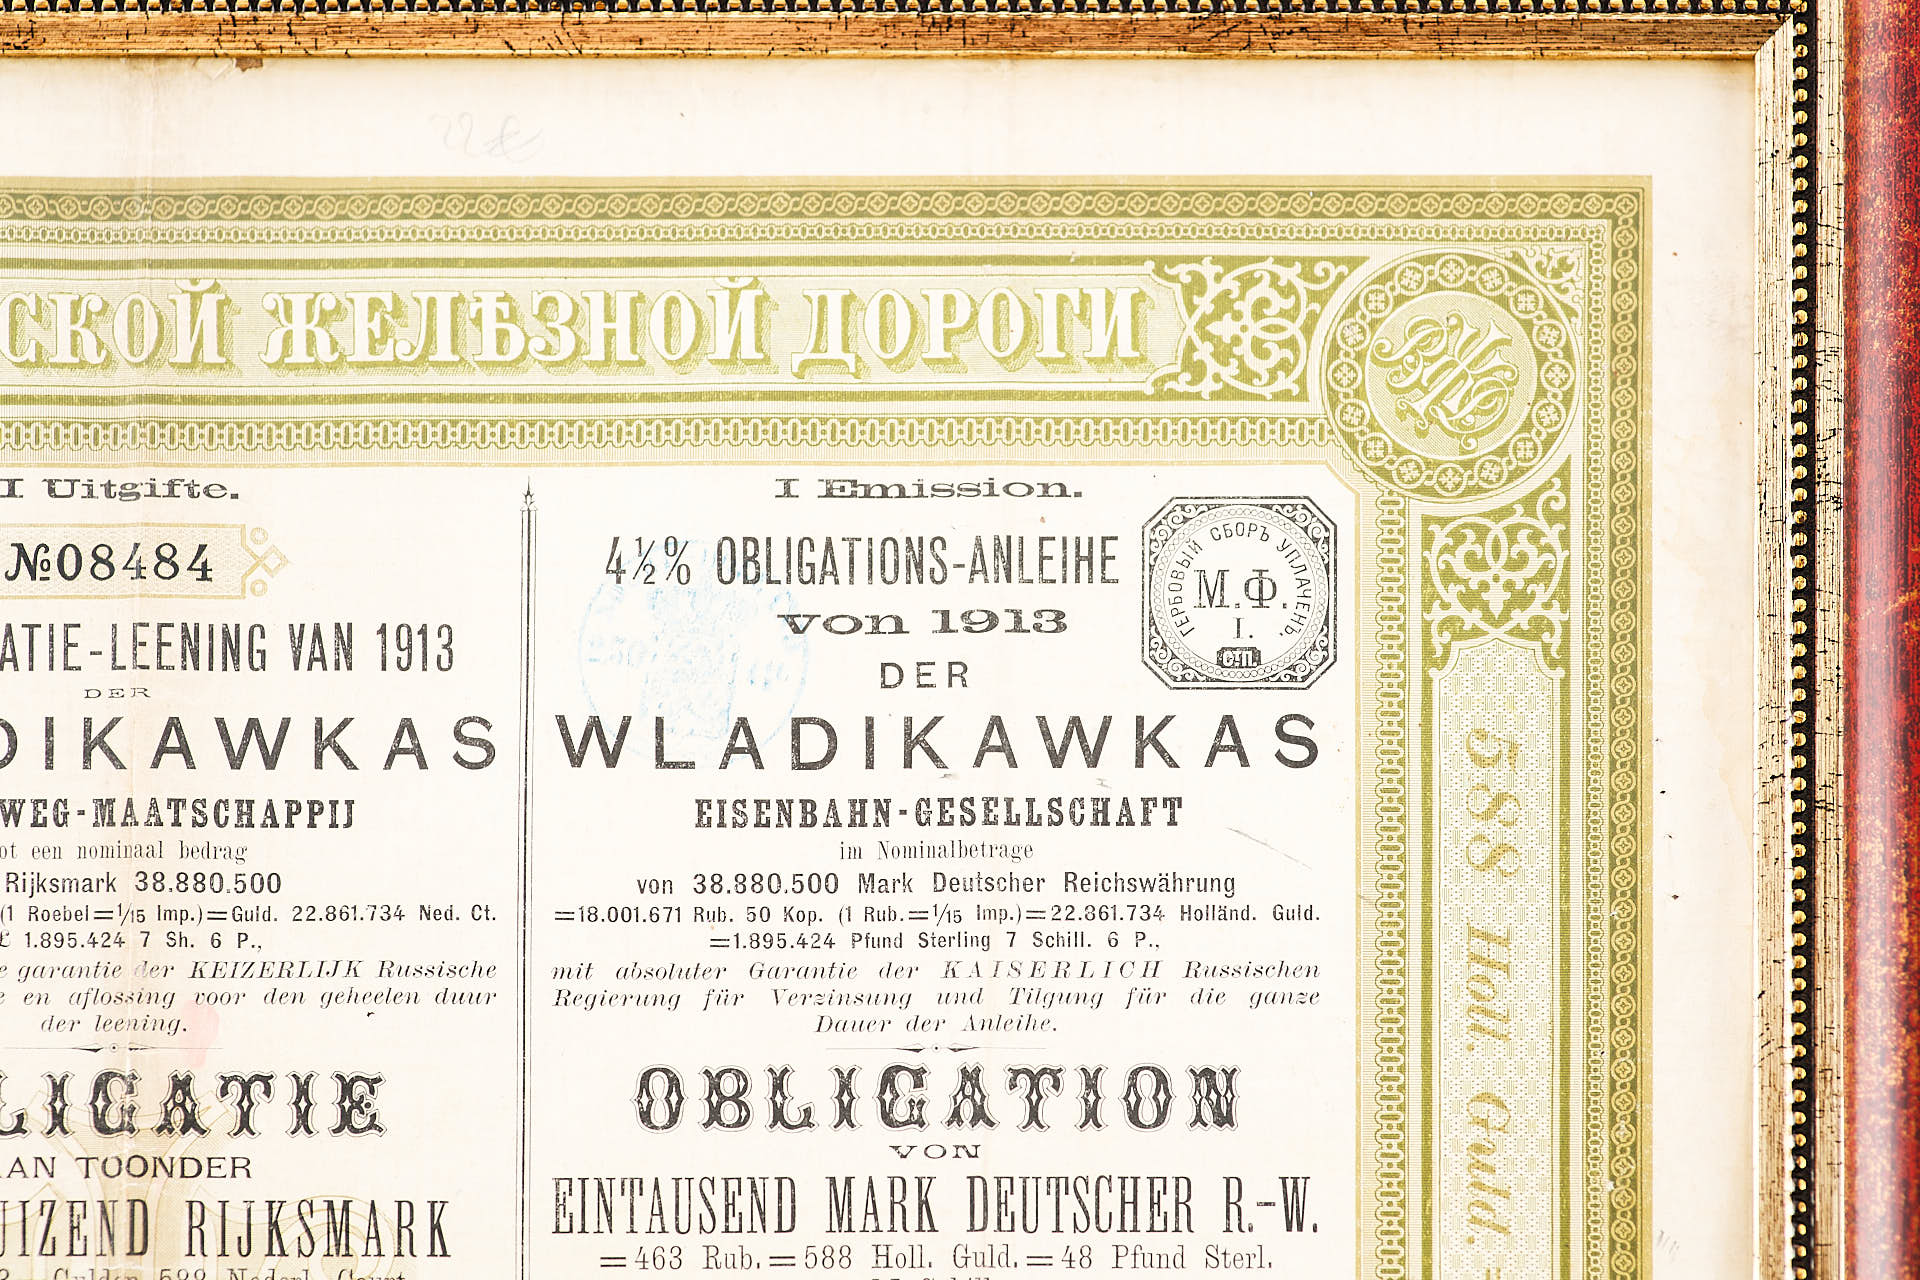 СКОЙ ЖЕЛѢЗНОЙ ДОРОГИ
I Uitgifte.
№ 08484
ATIE-LEENING VAN 1913
DER
DIKAWKAS
WEG-MAATSCHAPPIJ
ot een nominaal bedrag
Rijksmark 38.880.500
(1 Roebel=1/15 Imp.)=Guld. 22.861.734 Ned. Ct.
£ 1.895.424 7 Sh. 6 P.,
e garantie der KEIZERLIJK Russische
e en aflossing voor den geheelen duur
der leening.
LIGATIE
AAN TOONDER
UIZEND RIJKSMARK
I Emission.
4½% OBLIGATIONS-ANLEIHE
von 1913
DER
WLADIKAWKAS
EISENBAHN-GESELLSCHAFT
im Nominalbetrage
von 38.880.500 Mark Deutscher Reichswährung
=18.001.671 Rub. 50 Kop. (1 Rub.=1/15 Imp.)=22.861.734 Holländ. Guld.
=1.895.424 Pfund Sterling 7 Schill. 6 P.,
mit absoluter Garantie der KAISERLICH Russischen
Regierung für Verzinsung und Tilgung für die ganze
Dauer der Anleihe.
OBLIGATION
VON
EINTAUSEND MARK DEUTSCHER R.-W.
=463 Rub.=588 Holl. Guld.=48 Pfund Sterl.
ГЕРБОВЫЙ СБОРЪ УПЛАЧЕНЪ.
М.Ф.
I.
С-П.
588 Holl. Guld. =